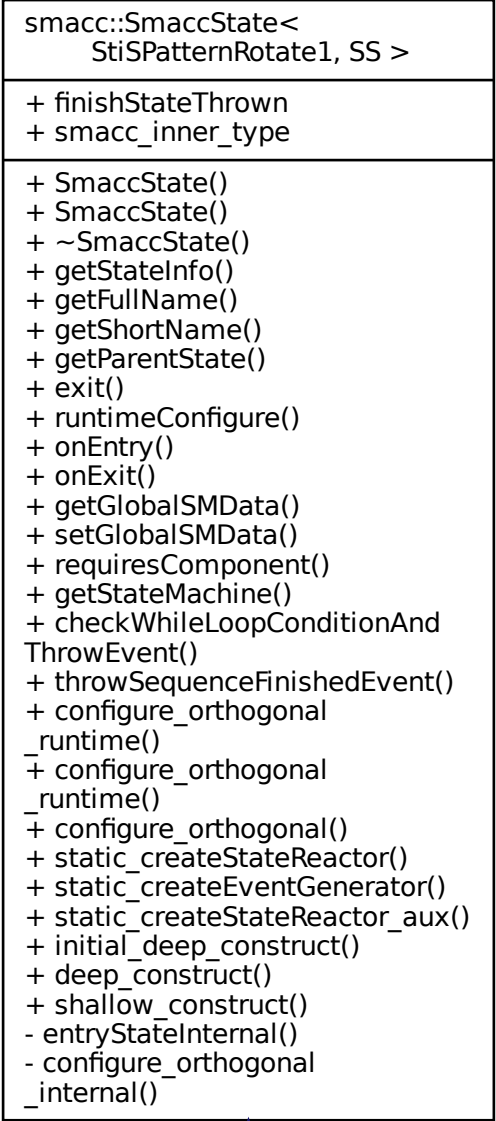 smacc::SmaccState<
StiSPatternRotate1, SS >
+ finishStateThrown
+ smacc_inner_type
+ SmaccState()
+ SmaccState()
+ ~SmaccState()
+ getStateInfo()
+ getFullName()
+ getShortName()
+ getParentState()
+ exit()
+ runtimeConfigure()
+ onEntry()
+ onExit()
+ getGlobalSMData()
+ setGlobalSMData()
+ requiresComponent()
+ getStateMachine()
+ checkWhileLoopConditionAnd
ThrowEvent()
+ throwSequenceFinishedEvent()
+ configure_orthogonal
_runtime()
+ configure_orthogonal
_runtime()
+ configure_orthogonal()
+ static_createStateReactor()
+ static_createEventGenerator()
+ static_createStateReactor_aux()
+ initial_deep_construct()
+ deep_construct()
+ shallow_construct()
- entryStateInternal()
- configure_orthogonal
_internal()